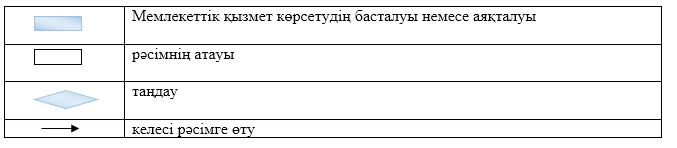 Мемлекеттік қызмет көрсетудің басталуы немесе аяқталуы
рәсімнің атауы
таңдау
келесі рәсімге өту